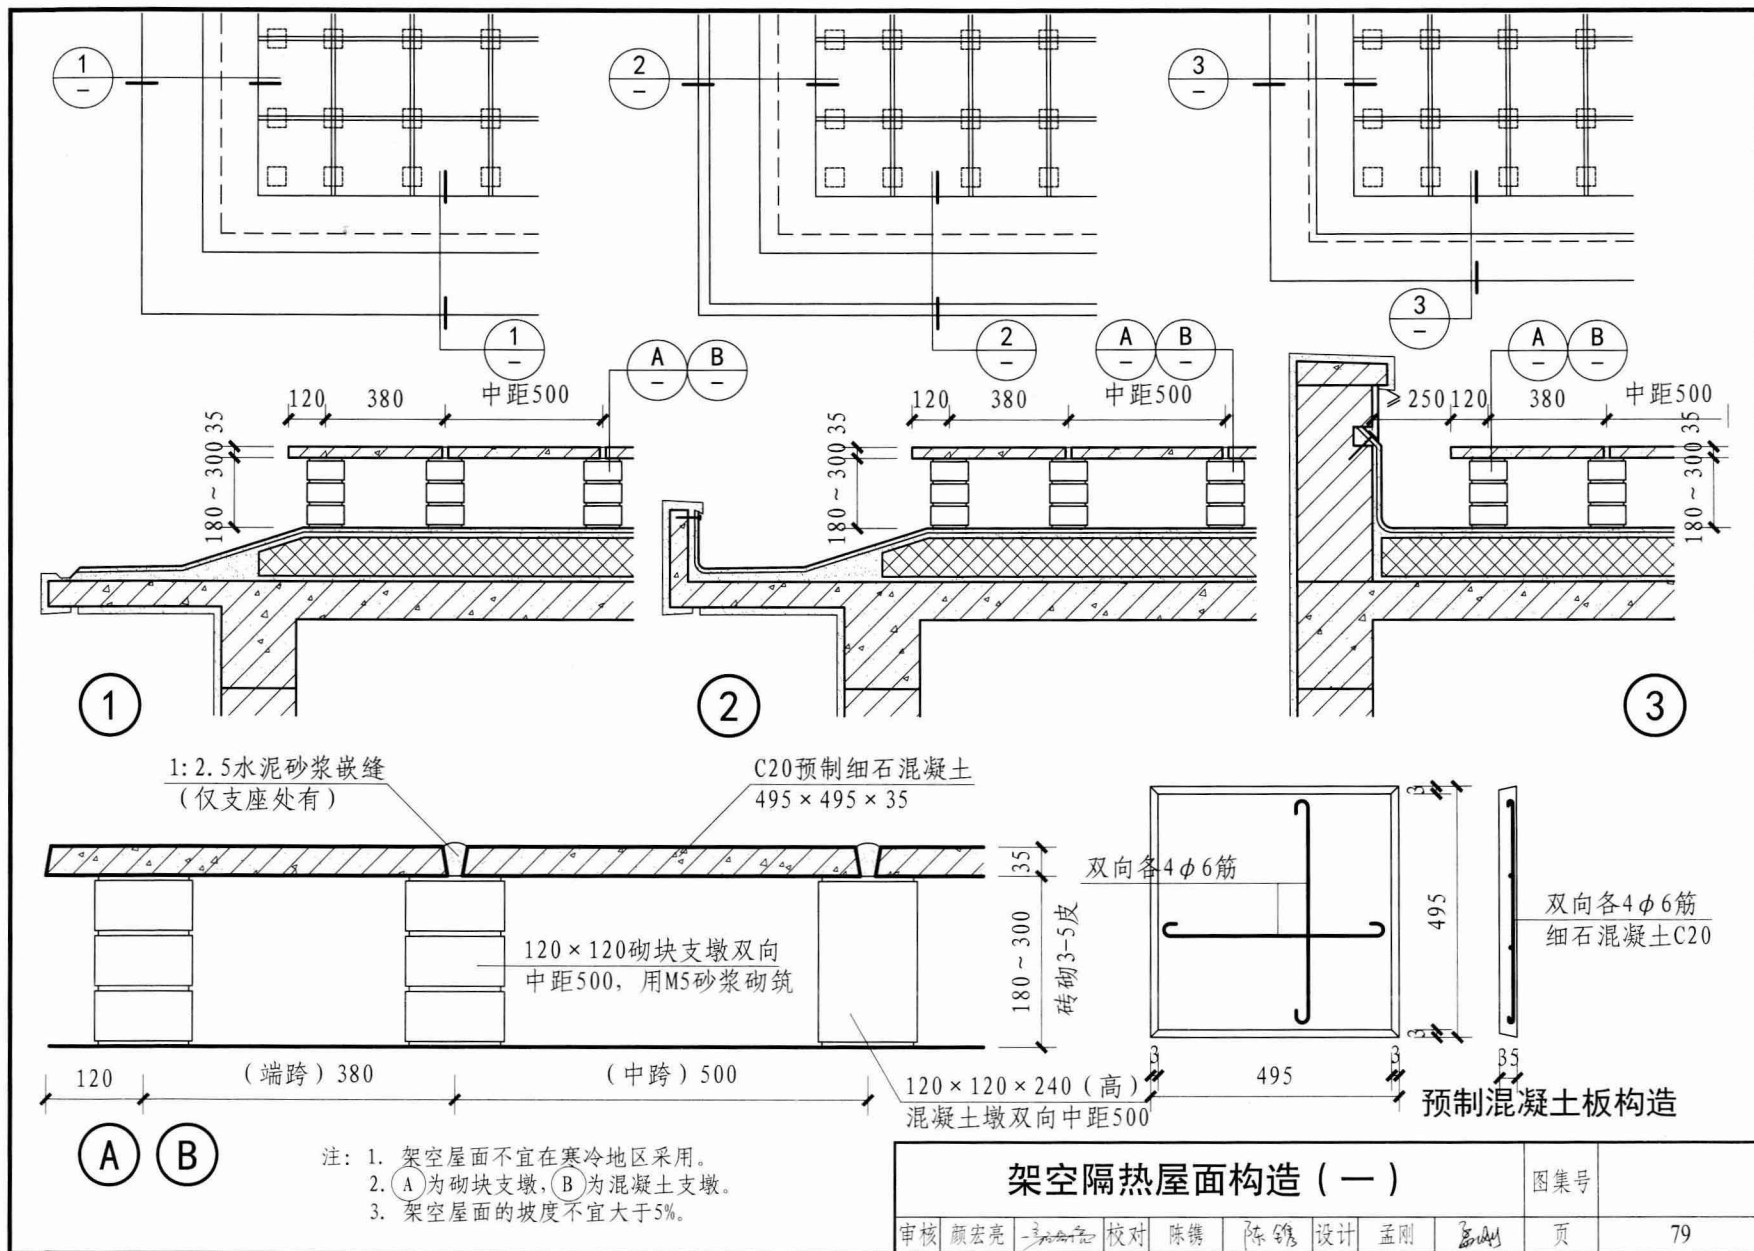 1
–
2
–
3
–
1
–
2
–
3
–
A
–
B
–
A
–
B
–
A
–
B
–
120 380 中距500
35
180~300
120 380 中距500
35
180~300
250 120 380 中距500
35
180~300
35
180~300
1
2
3
1:2.5水泥砂浆嵌缝
(仅支座处有)
C20预制细石混凝土
495×495×35
120×120砌块支墩双向
中距500, 用M5砂浆砌筑
35
180~300
砖砌3-5皮
120 (端跨)380 (中跨)500
120×120×240(高)
混凝土墩双向中距500
双向各4φ6筋
3
495
3
3
495
3
双向各4φ6筋
细石混凝土C20
35
预制混凝土板构造
A B
注: 1. 架空屋面不宜在寒冷地区采用。
2. A为砌块支墩, B为混凝土支墩。
3. 架空屋面的坡度不宜大于5%。
架空隔热屋面构造(一) 图集号
审核 颜宏亮 校对 陈镌 陈镌 设计 孟刚 孟刚 页 79